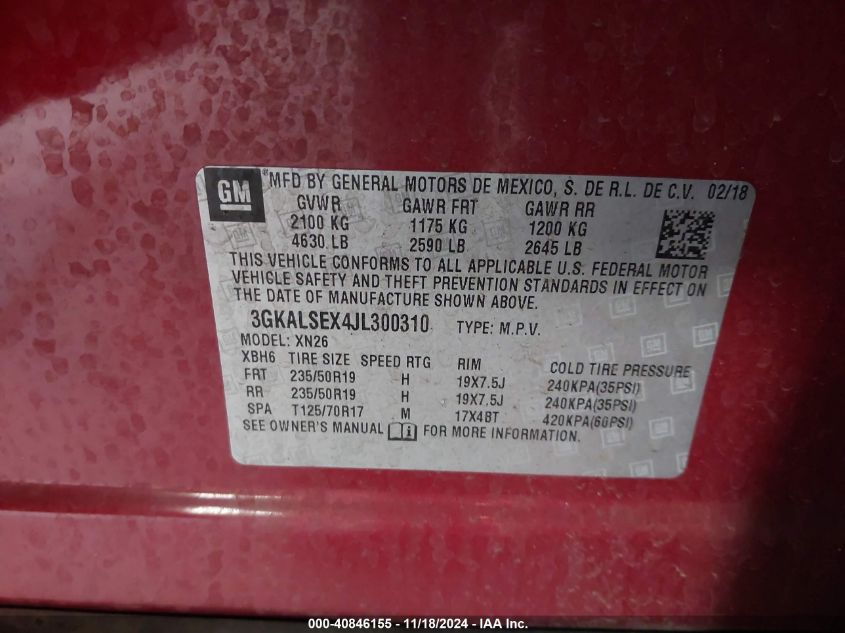 GM ®MFD BY GENERAL MOTORS DE MEXICO, S. DE R.L. DE C.V. 02/18
GVWR GAWR FRT GAWR RR
2100 KG 1175 KG 1200 KG
4630 LB 2590 LB 2645 LB
THIS VEHICLE CONFORMS TO ALL APPLICABLE U.S. FEDERAL MOTOR
VEHICLE SAFETY AND THEFT PREVENTION STANDARDS IN EFFECT ON
THE DATE OF MANUFACTURE SHOWN ABOVE.
3GKALSEX4JL300310 TYPE: M.P.V.
MODEL: XN26
XBH6 TIRE SIZE SPEED RTG RIM COLD TIRE PRESSURE
FRT 235/50R19 H 19X7.5J 240KPA(35PSI)
RR 235/50R19 H 19X7.5J 240KPA(35PSI)
SPA T125/70R17 M 17X4BT 420KPA(60PSI)
SEE OWNER'S MANUAL FOR MORE INFORMATION.
000-40846155 - 11/18/2024 - IAA Inc.